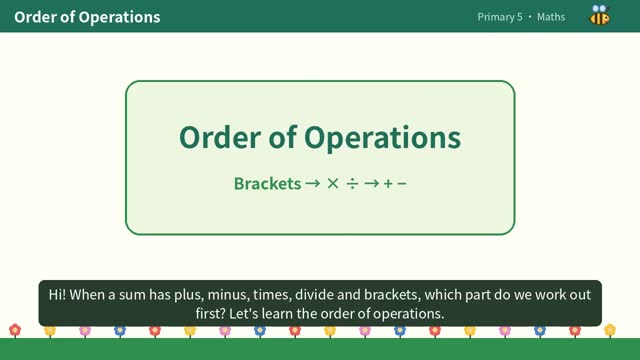 Order of Operations
Primary 5 • Maths
Order of Operations
Brackets → × ÷ → + −
Hi! When a sum has plus, minus, times, divide and brackets, which part do we work out
first? Let's learn the order of operations.